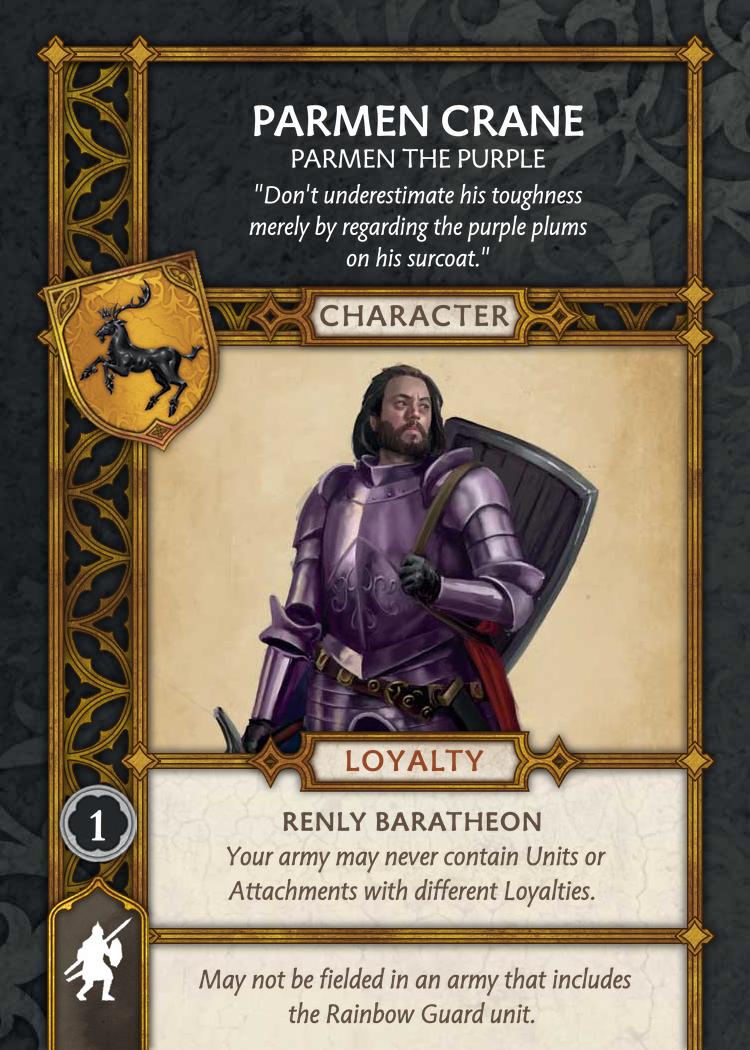 PARMEN CRANE
PARMEN THE PURPLE
"Don't underestimate his toughness
merely by regarding the purple plums
on his surcoat."
CHARACTER
LOYALTY
1
RENLY BARATHEON
Your army may never contain Units or
Attachments with different Loyalties.
May not be fielded in an army that includes
the Rainbow Guard unit.